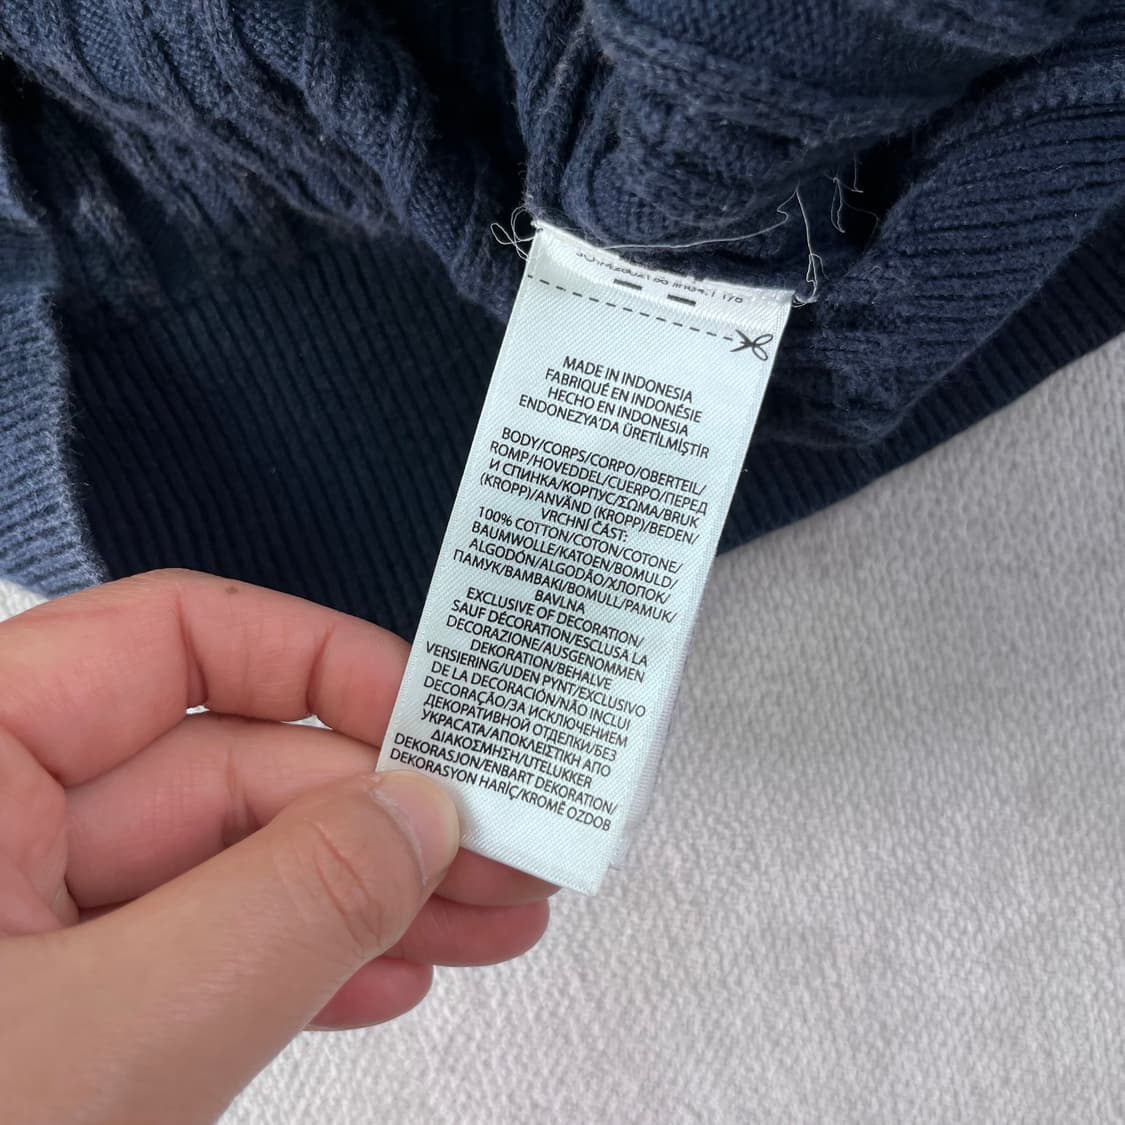 MADE IN INDONESIA
FABRIQUÉ EN INDONÉSIE
HECHO EN INDONESIA
ENDONEZYA'DA ÜRETİLMİŞTİR
BODY/CORPS/CORPO/OBERTEIL/
ROMP/HOVEDDEL/CUERPO/ПЕРЕД
И СПИНКА/КОРПУС/ΣΩΜΑ/BRUK
(KROPP)/ANVÄND (KROPP)/BEDEN/
VRCHNÍ ČÁST:
100% COTTON/COTON/COTONE/
BAUMWOLLE/KATOEN/BOMULD/
ALGODÓN/ALGODÃO/ХЛОПОК/
ПАМУК/ΒΑΜΒΑΚΙ/BOMULL/PAMUK/
BAVLNA
EXCLUSIVE OF DECORATION/
SAUF DÉCORATION/ESCLUSA LA
DECORAZIONE/AUSGENOMMEN
DEKORATION/BEHALVE
VERSIERING/UDEN PYNT/EXCLUSIVO
DE LA DECORACIÓN/NÃO INCLUI
DECORAÇÃO/ЗА ИСКЛЮЧЕНИЕМ
ДЕКОРАТИВНОЙ ОТДЕЛКИ/БЕЗ
УКРАСАТА/ΑΠΟΚΛΕΙΣΤΙΚΗ ΑΠΟ
ΔΙΑΚΟΣΜΗΣΗ/UTELUKKER
DEKORASJON/ENBART DEKORATION/
DEKORASYON HARİÇ/KROMĚ OZDOB